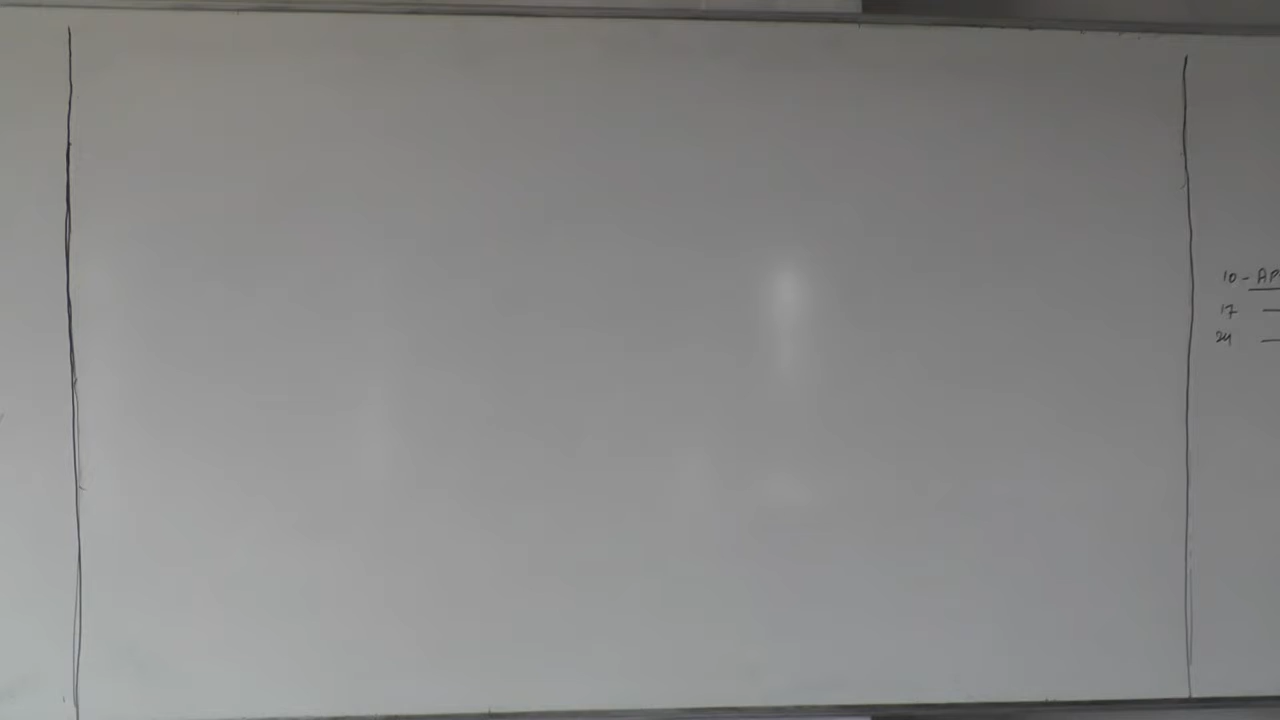 10 - AP
17 —
24 —